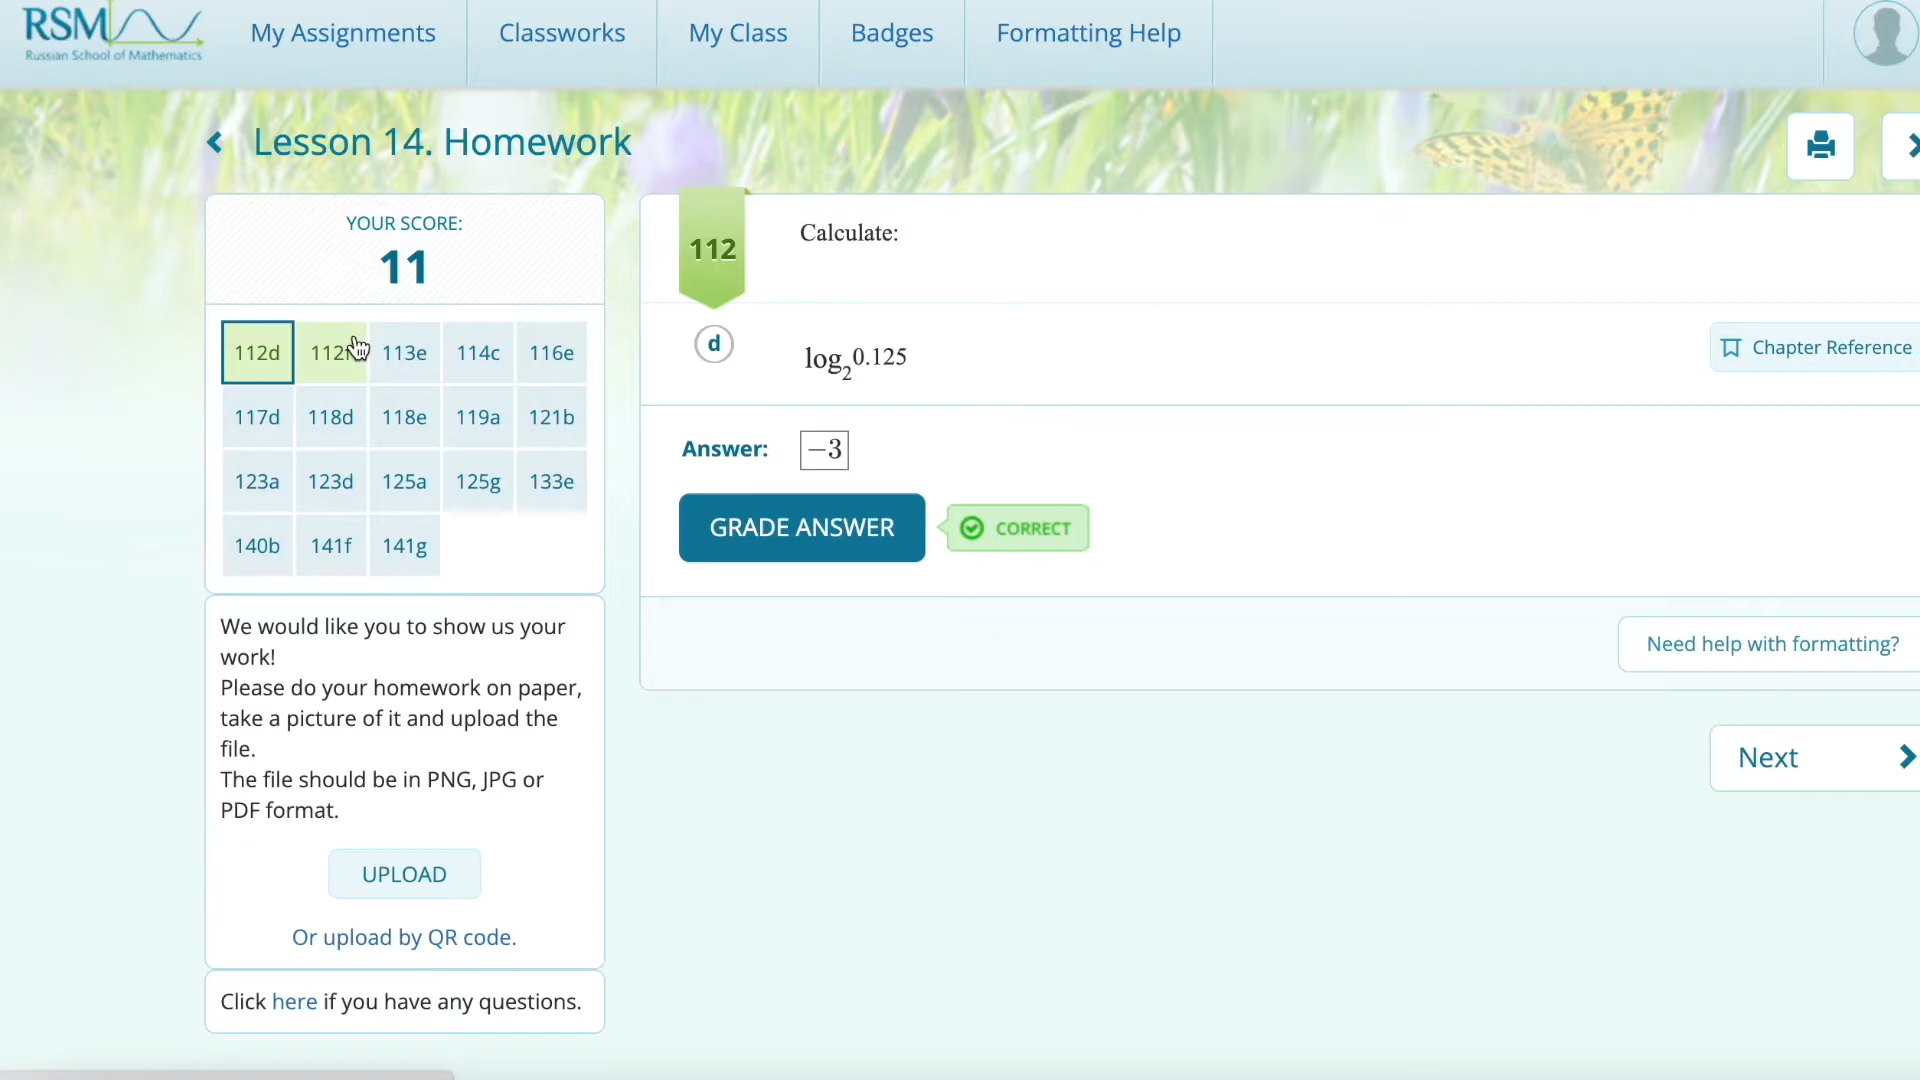 RSM
Russian School of Mathematics
My Assignments
Classworks
My Class
Badges
Formatting Help
Lesson 14. Homework
YOUR SCORE:
11
112d 112f 113e 114c 116e
117d 118d 118e 119a 121b
123a 123d 125a 125g 133e
140b 141f 141g
We would like you to show us your
work!
Please do your homework on paper,
take a picture of it and upload the
file.
The file should be in PNG, JPG or
PDF format.
UPLOAD
Or upload by QR code.
Click here if you have any questions.
112
Calculate:
d
log₂0.125
Chapter Reference
Answer: −3
GRADE ANSWER
CORRECT
Need help with formatting?
Next